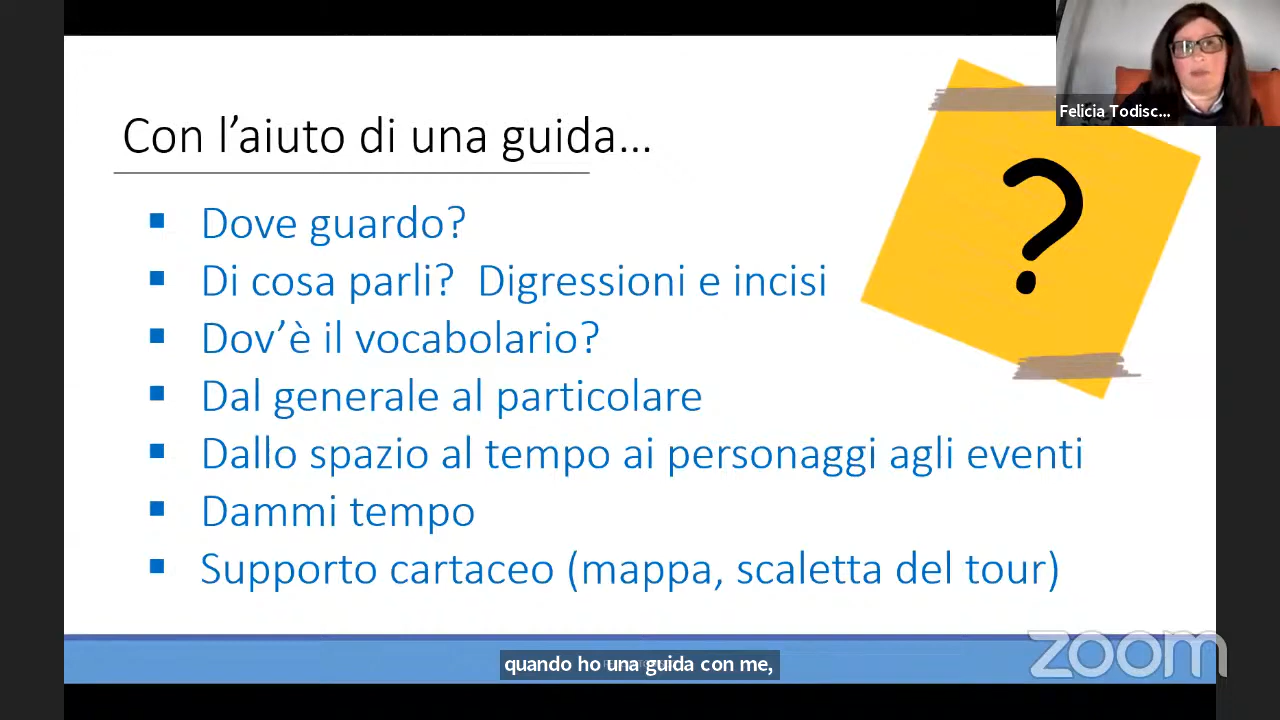 Felicia Todisc...
Con l'aiuto di una guida...
?
▪ Dove guardo?
▪ Di cosa parli? Digressioni e incisi
▪ Dov'è il vocabolario?
▪ Dal generale al particolare
▪ Dallo spazio al tempo ai personaggi agli eventi
▪ Dammi tempo
▪ Supporto cartaceo (mappa, scaletta del tour)
zoom
quando ho una guida con me,